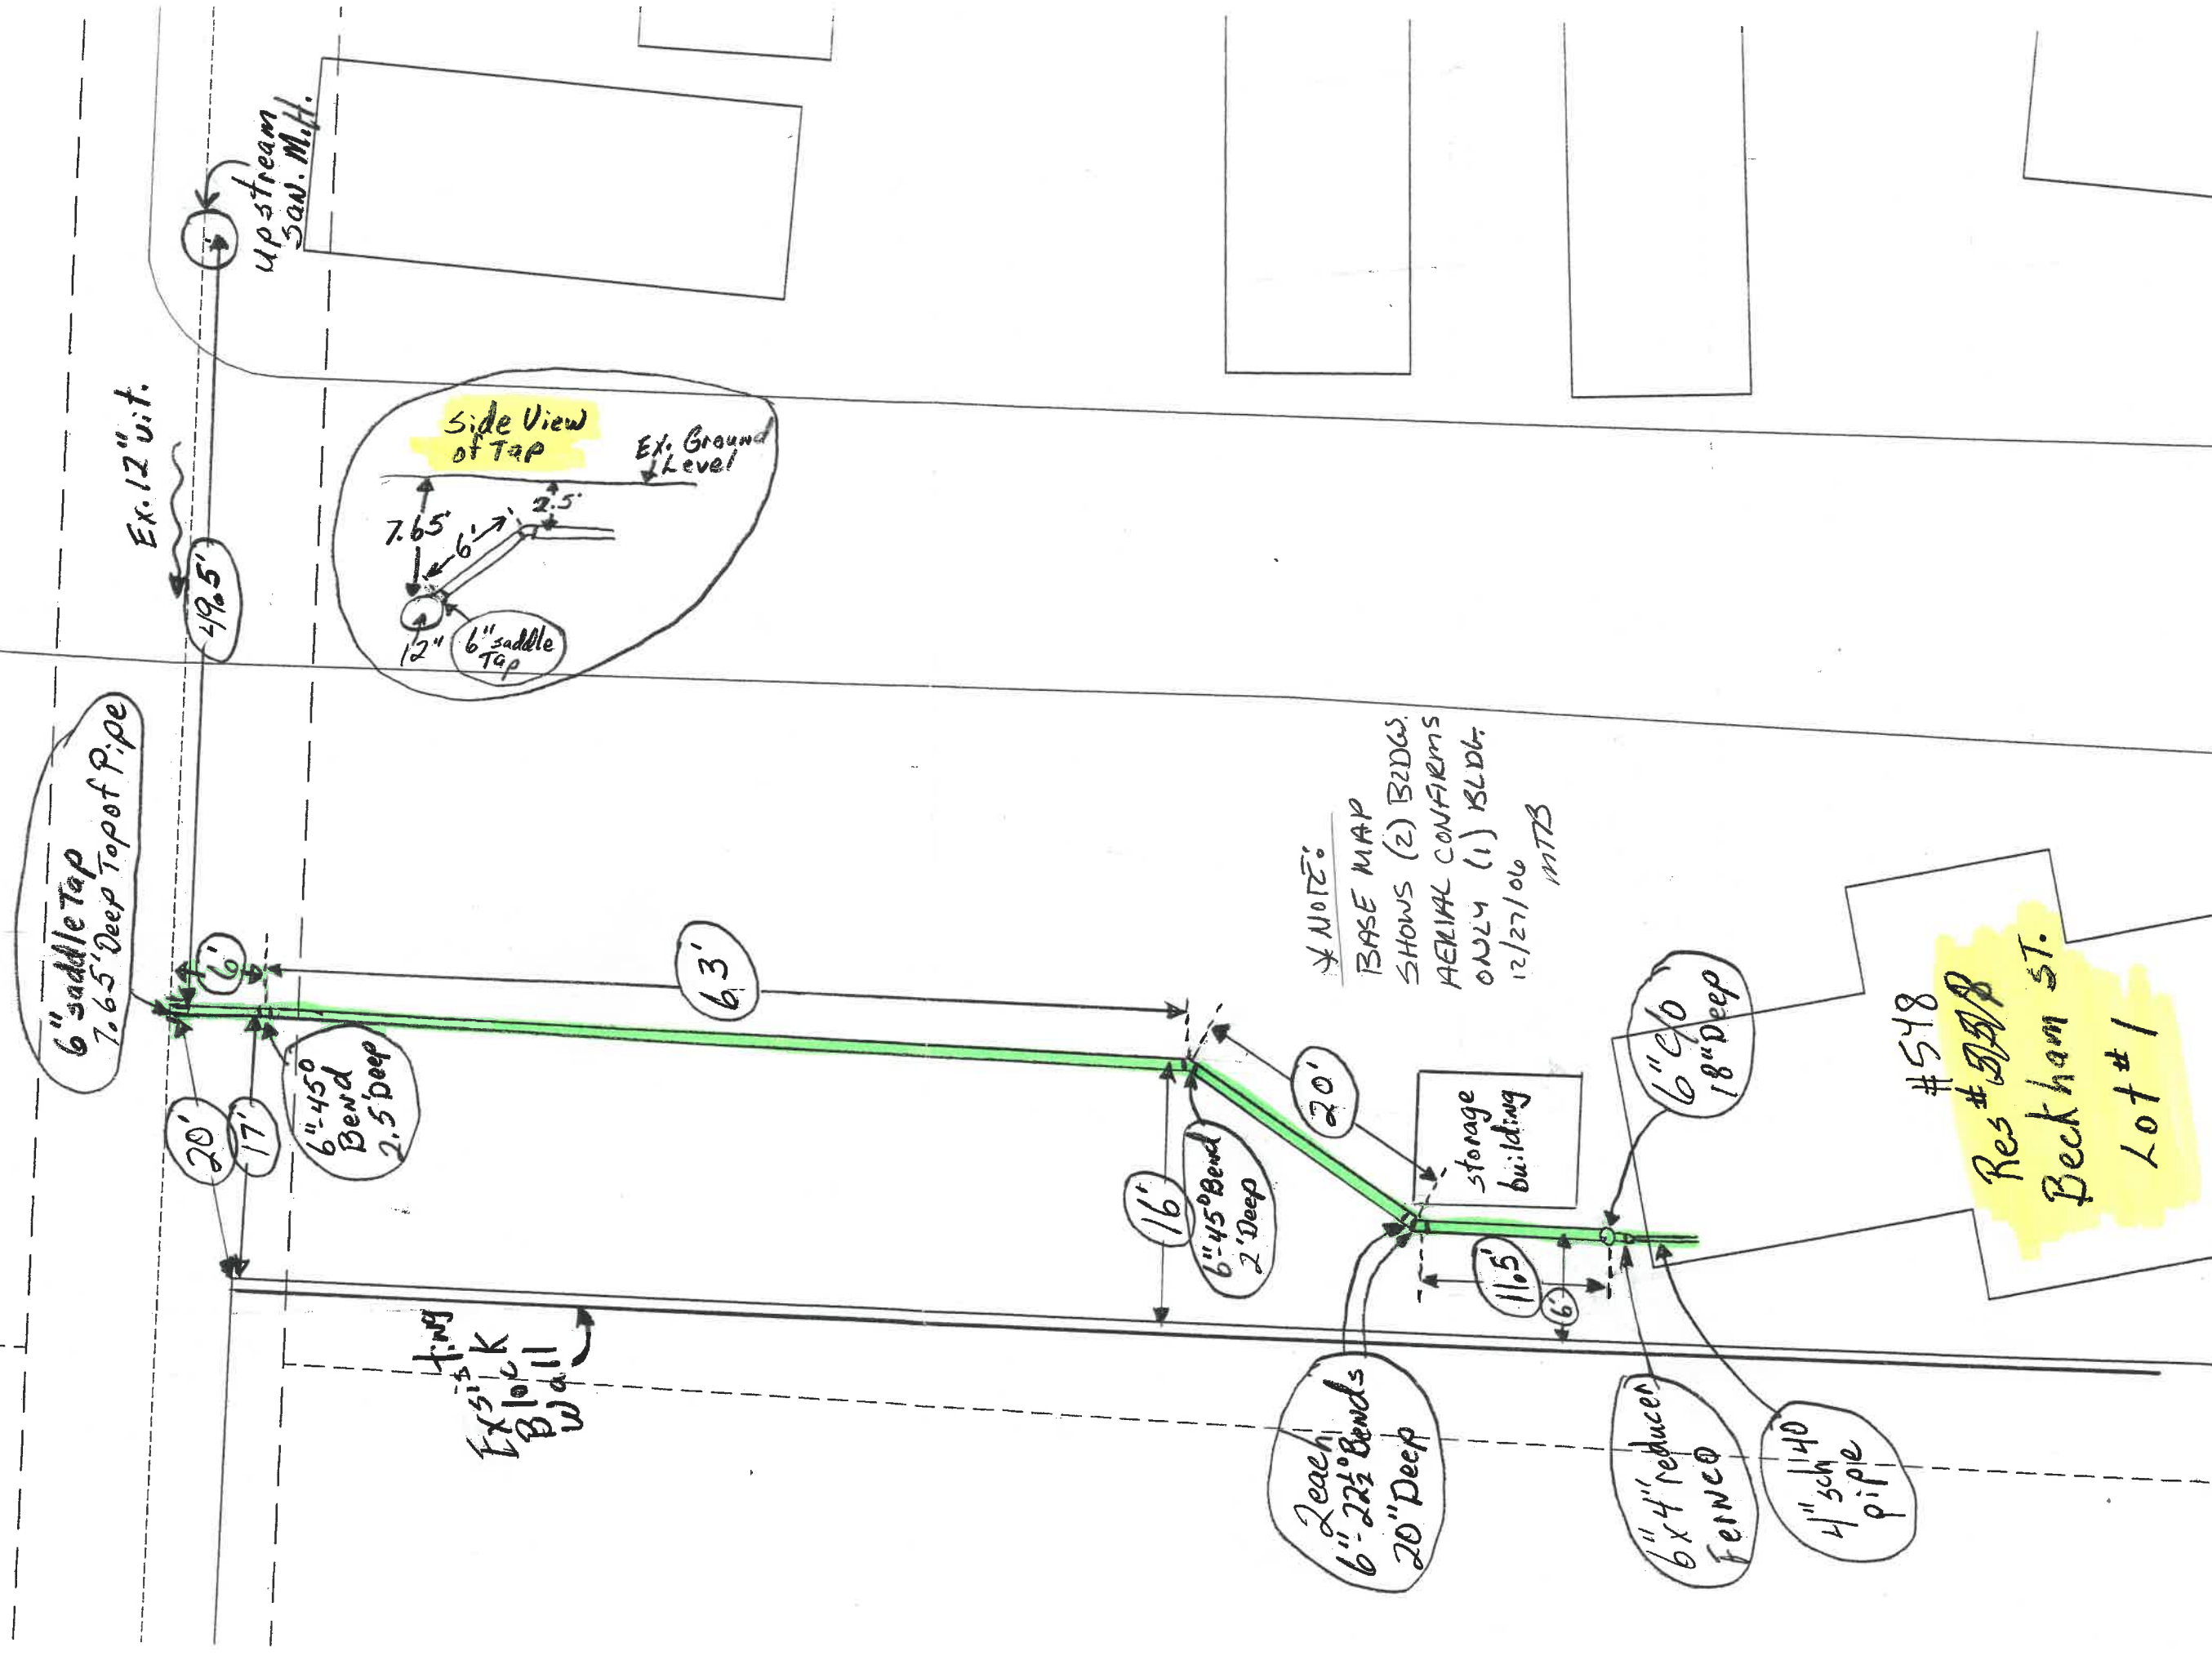 upstream
san. M.H.
Ex. 12" vit.
49.5'
Side View
of Tap
Ex. Ground
Level
7.65'
2.5'
6'
12"
6" saddle
Tap
6" saddle Tap
7.65' Deep Top of Pipe
6'
63'
20'
17'
6"-45°
Bend
2.5' Deep
* NOTE:
BASE MAP
SHOWS (2) BLDGS.
AERIAL CONFIRMS
ONLY (1) BLDG.
12/27/06
MTB
20'
16'
6"-45° Bend
2' Deep
storage
building
6" c/o
18" Deep
11.5'
6'
Exsisting
Block
Wall
2 each
6"-22½° Bends
20" Deep
6"x4" reducer
Fernco
4" sch 40
pipe
#548
Res #
Beckham St.
Lot #1